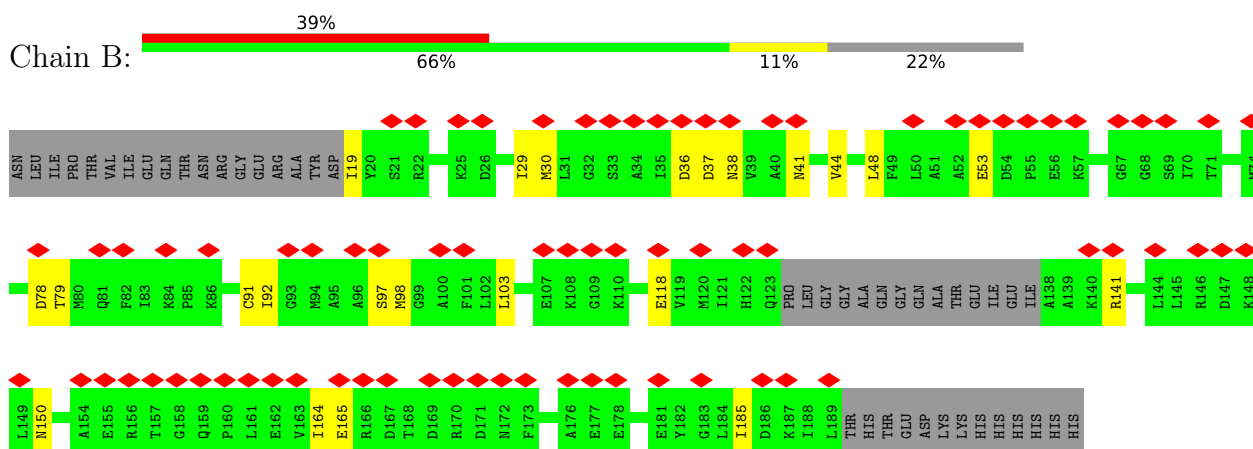 39%
Chain B:
66% 11% 22%
ASN LEU ILE PRO THR VAL ILE GLU GLN THR ASN ARG GLY GLU ARG ALA TYR ASP I19 Y20 S21 R22 K25 D26 I29 M30 L31 G32 S33 A34 I35 D36 D37 N38 V39 A40 N41 V44 L48 F49 L50 A51 A52 E53 D54 P55 E56 K57 G67 G68 S69 I70 T71
D78 T79 M80 Q81 F82 I83 K84 P85 K86 C91 I92 G93 M94 A95 A96 S97 M98 G99 A100 F101 L102 L103 E107 K108 G109 K110 E118 V119 M120 I121 H122 Q123 PRO LEU GLY GLY ALA GLN GLY GLN ALA THR GLU ILE GLU ILE A138 A139 K140 R141 L144 L145 R146 D147 K148
L149 N150 A154 E155 R156 T157 G158 Q159 P160 L161 E162 V163 I164 E165 R166 D167 T168 D169 R170 D171 N172 F173 A176 E177 E178 E181 Y182 G183 L184 I185 D186 K187 I188 L189 THR HIS THR GLU ASP LYS LYS HIS HIS HIS HIS HIS HIS